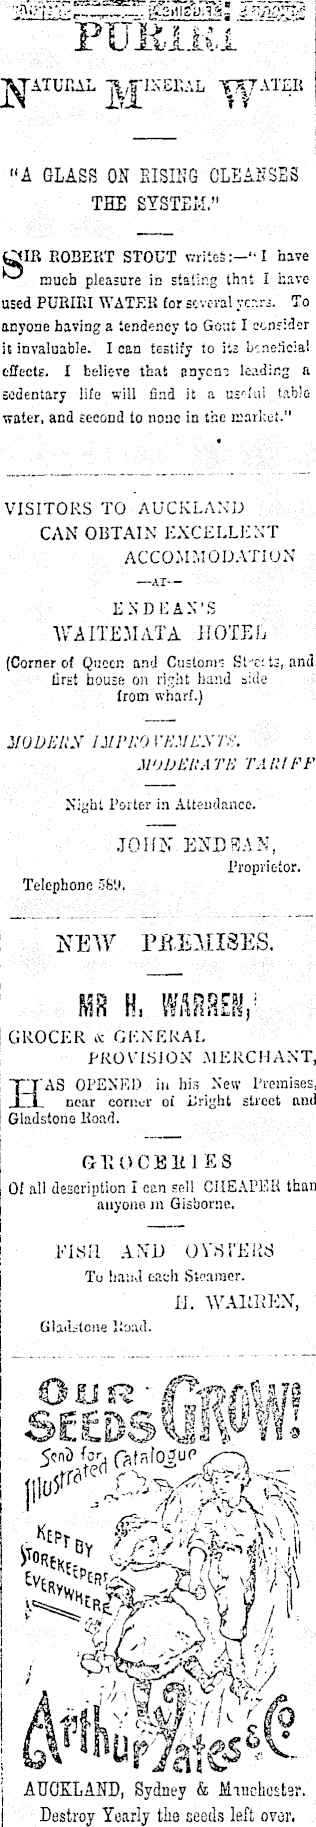 PURIRI
NATURAL MINERAL WATER
"A GLASS ON RISING CLEANSES
THE SYSTEM."
SIR ROBERT STOUT writes:—"I have
much pleasure in stating that I have
used PURIRI WATER for several years. To
anyone having a tendency to Gout I consider
it invaluable. I can testify to its beneficial
effects. I believe that anyone leading a
sedentary life will find it a useful table
water, and second to none in the market."
VISITORS TO AUCKLAND
CAN OBTAIN EXCELLENT
ACCOMMODATION
—AT—
ENDEAN'S
WAITEMATA HOTEL
(Corner of Queen and Customs Streets, and
first house on right hand side
from wharf.)
MODERN IMPROVEMENTS.
MODERATE TARIFF
Night Porter in Attendance.
JOHN ENDEAN,
Proprietor.
Telephone 589.
NEW PREMISES.
MR H. WARREN,
GROCER & GENERAL
PROVISION MERCHANT,
HAS OPENED in his New Premises,
near corner of Bright street and
Gladstone Road.
GROCERIES
Of all description I can sell CHEAPER than
anyone in Gisborne.
FISH AND OYSTERS
To hand each Steamer.
H. WARREN,
Gladstone Road.
OUR SEEDS GROW!
Send for Catalogue
Illustrated
KEPT BY
STOREKEEPERS
EVERYWHERE
Arthur Yates & Co
AUCKLAND, Sydney & Manchester.
Destroy Yearly the seeds left over.